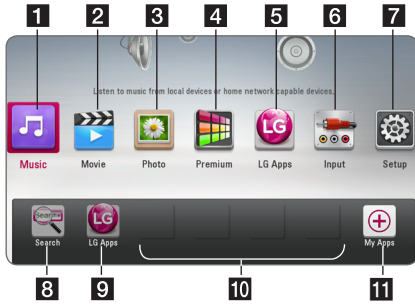 1 2 3 4 5 6 7
Listen to music from local devices or home network capable devices.
LG
Music Movie Photo Premium LG Apps Input Setup
Search LG
Search LG Apps My Apps
8 9 10 11